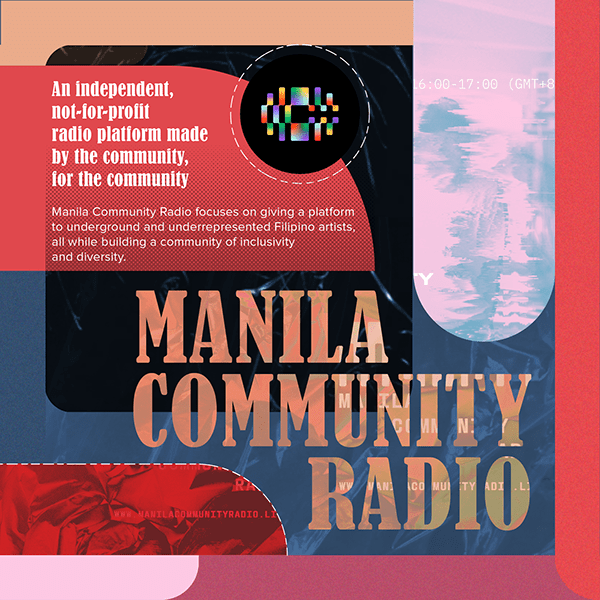 16:00-17:00 (GMT+8
An independent,
not-for-profit
radio platform made
by the community,
for the community
Manila Community Radio focuses on giving a platform
to underground and underrepresented Filipino artists,
all while building a community of inclusivity
and diversity.
TY
MANILA
COMMUNITY
RADIO
WWW.MANILACOMMUNITYRADIO.LI